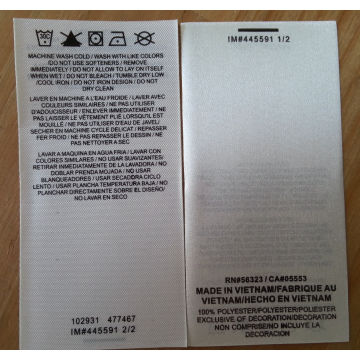 MACHINE WASH COLD / WASH WITH LIKE COLORS
/DO NOT USE SOFTENERS / REMOVE
IMMEDIATELY / DO NOT ALLOW TO LAY ON ITSELF
WHEN WET / DO NOT BLEACH / TUMBLE DRY LOW
/COOL IRON / DO NOT IRON DESIGN / DO NOT
DRY CLEAN
LAVER EN MACHINE A L'EAU FROIDE / LAVER AVEC
COULEURS SIMILAIRES / NE PAS UTILISER
D'ADOUCISSEUR / ENLEVER IMMEDIATEMENT / NE
PAS LAISSER LE VÊTEMENT PLIÉ LORSQU'IL EST
MOUILLÉ / NE PAS UTILISER D'EAU DE JAVEL/
SECHER EN MACHINE CYCLE DELICAT / REPASSER
FER FROID / NE PAS REPASSER LE DESSIN / NE
PAS NETTOYER A SEC
LAVAR A MAQUINA EN AGUA FRIA / LAVAR CON
COLORES SIMILARES / NO USAR SUAVIZANTES/
RETIRAR INMEDIATAMENTE DE LA LAVADORA / NO
DOBLAR PRENDA MOJADA / NO USAR
BLANQUEADORES / USAR SECADORA CICLO
LENTO / USAR PLANCHA TEMPERATURA BAJA / NO
PLANCHAR DIRECTAMENTE SOBRE EL DISEÑO/
NO LAVAR EN SECO
102931 477467
IM#445591 2/2
IM#445591 1/2
RN#56323 / CA#05553
MADE IN VIETNAM/FABRIQUE AU
VIETNAM/HECHO EN VIETNAM
100% POLYESTER/POLYESTER/POLIESTER
EXCLUSIVE OF DECORATION/DECORATION
NON COMPRISE/NO INCLUYE LA
DECORACION